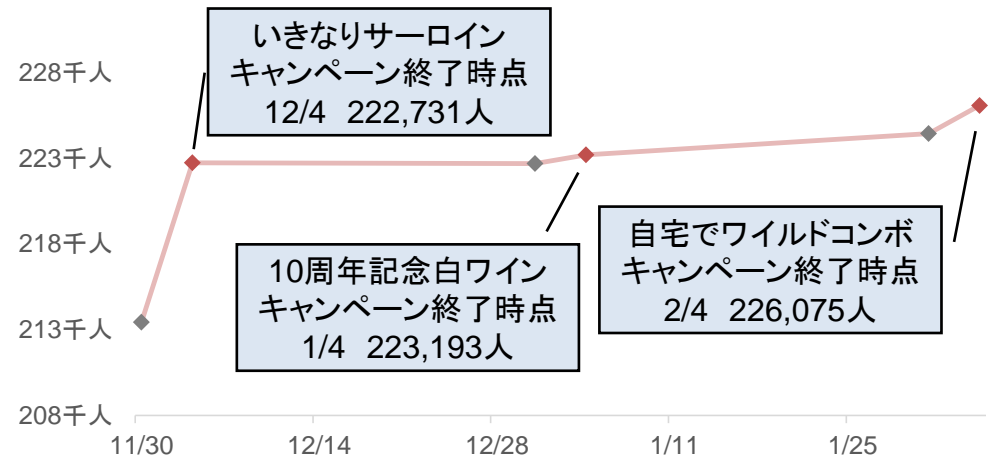 228千人
223千人
218千人
213千人
208千人
いきなりサーロイン
キャンペーン終了時点
12/4 222,731人
10周年記念白ワイン
キャンペーン終了時点
1/4 223,193人
自宅でワイルドコンボ
キャンペーン終了時点
2/4 226,075人
11/30
12/14
12/28
1/11
1/25